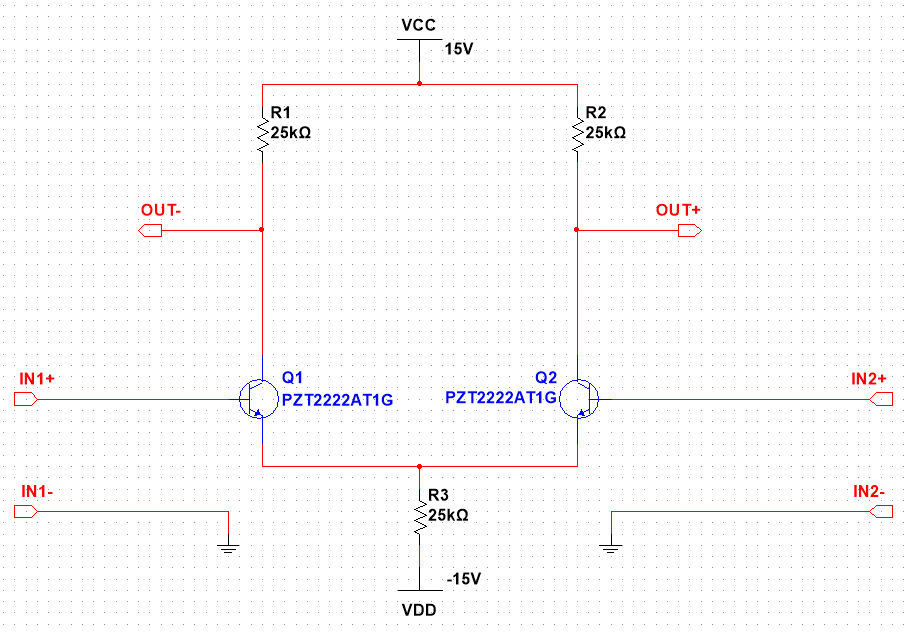 VCC
15V
R1
25kΩ
R2
25kΩ
OUT-
OUT+
IN1+
Q1
PZT2222AT1G
Q2
PZT2222AT1G
IN2+
IN1-
R3
25kΩ
IN2-
-15V
VDD